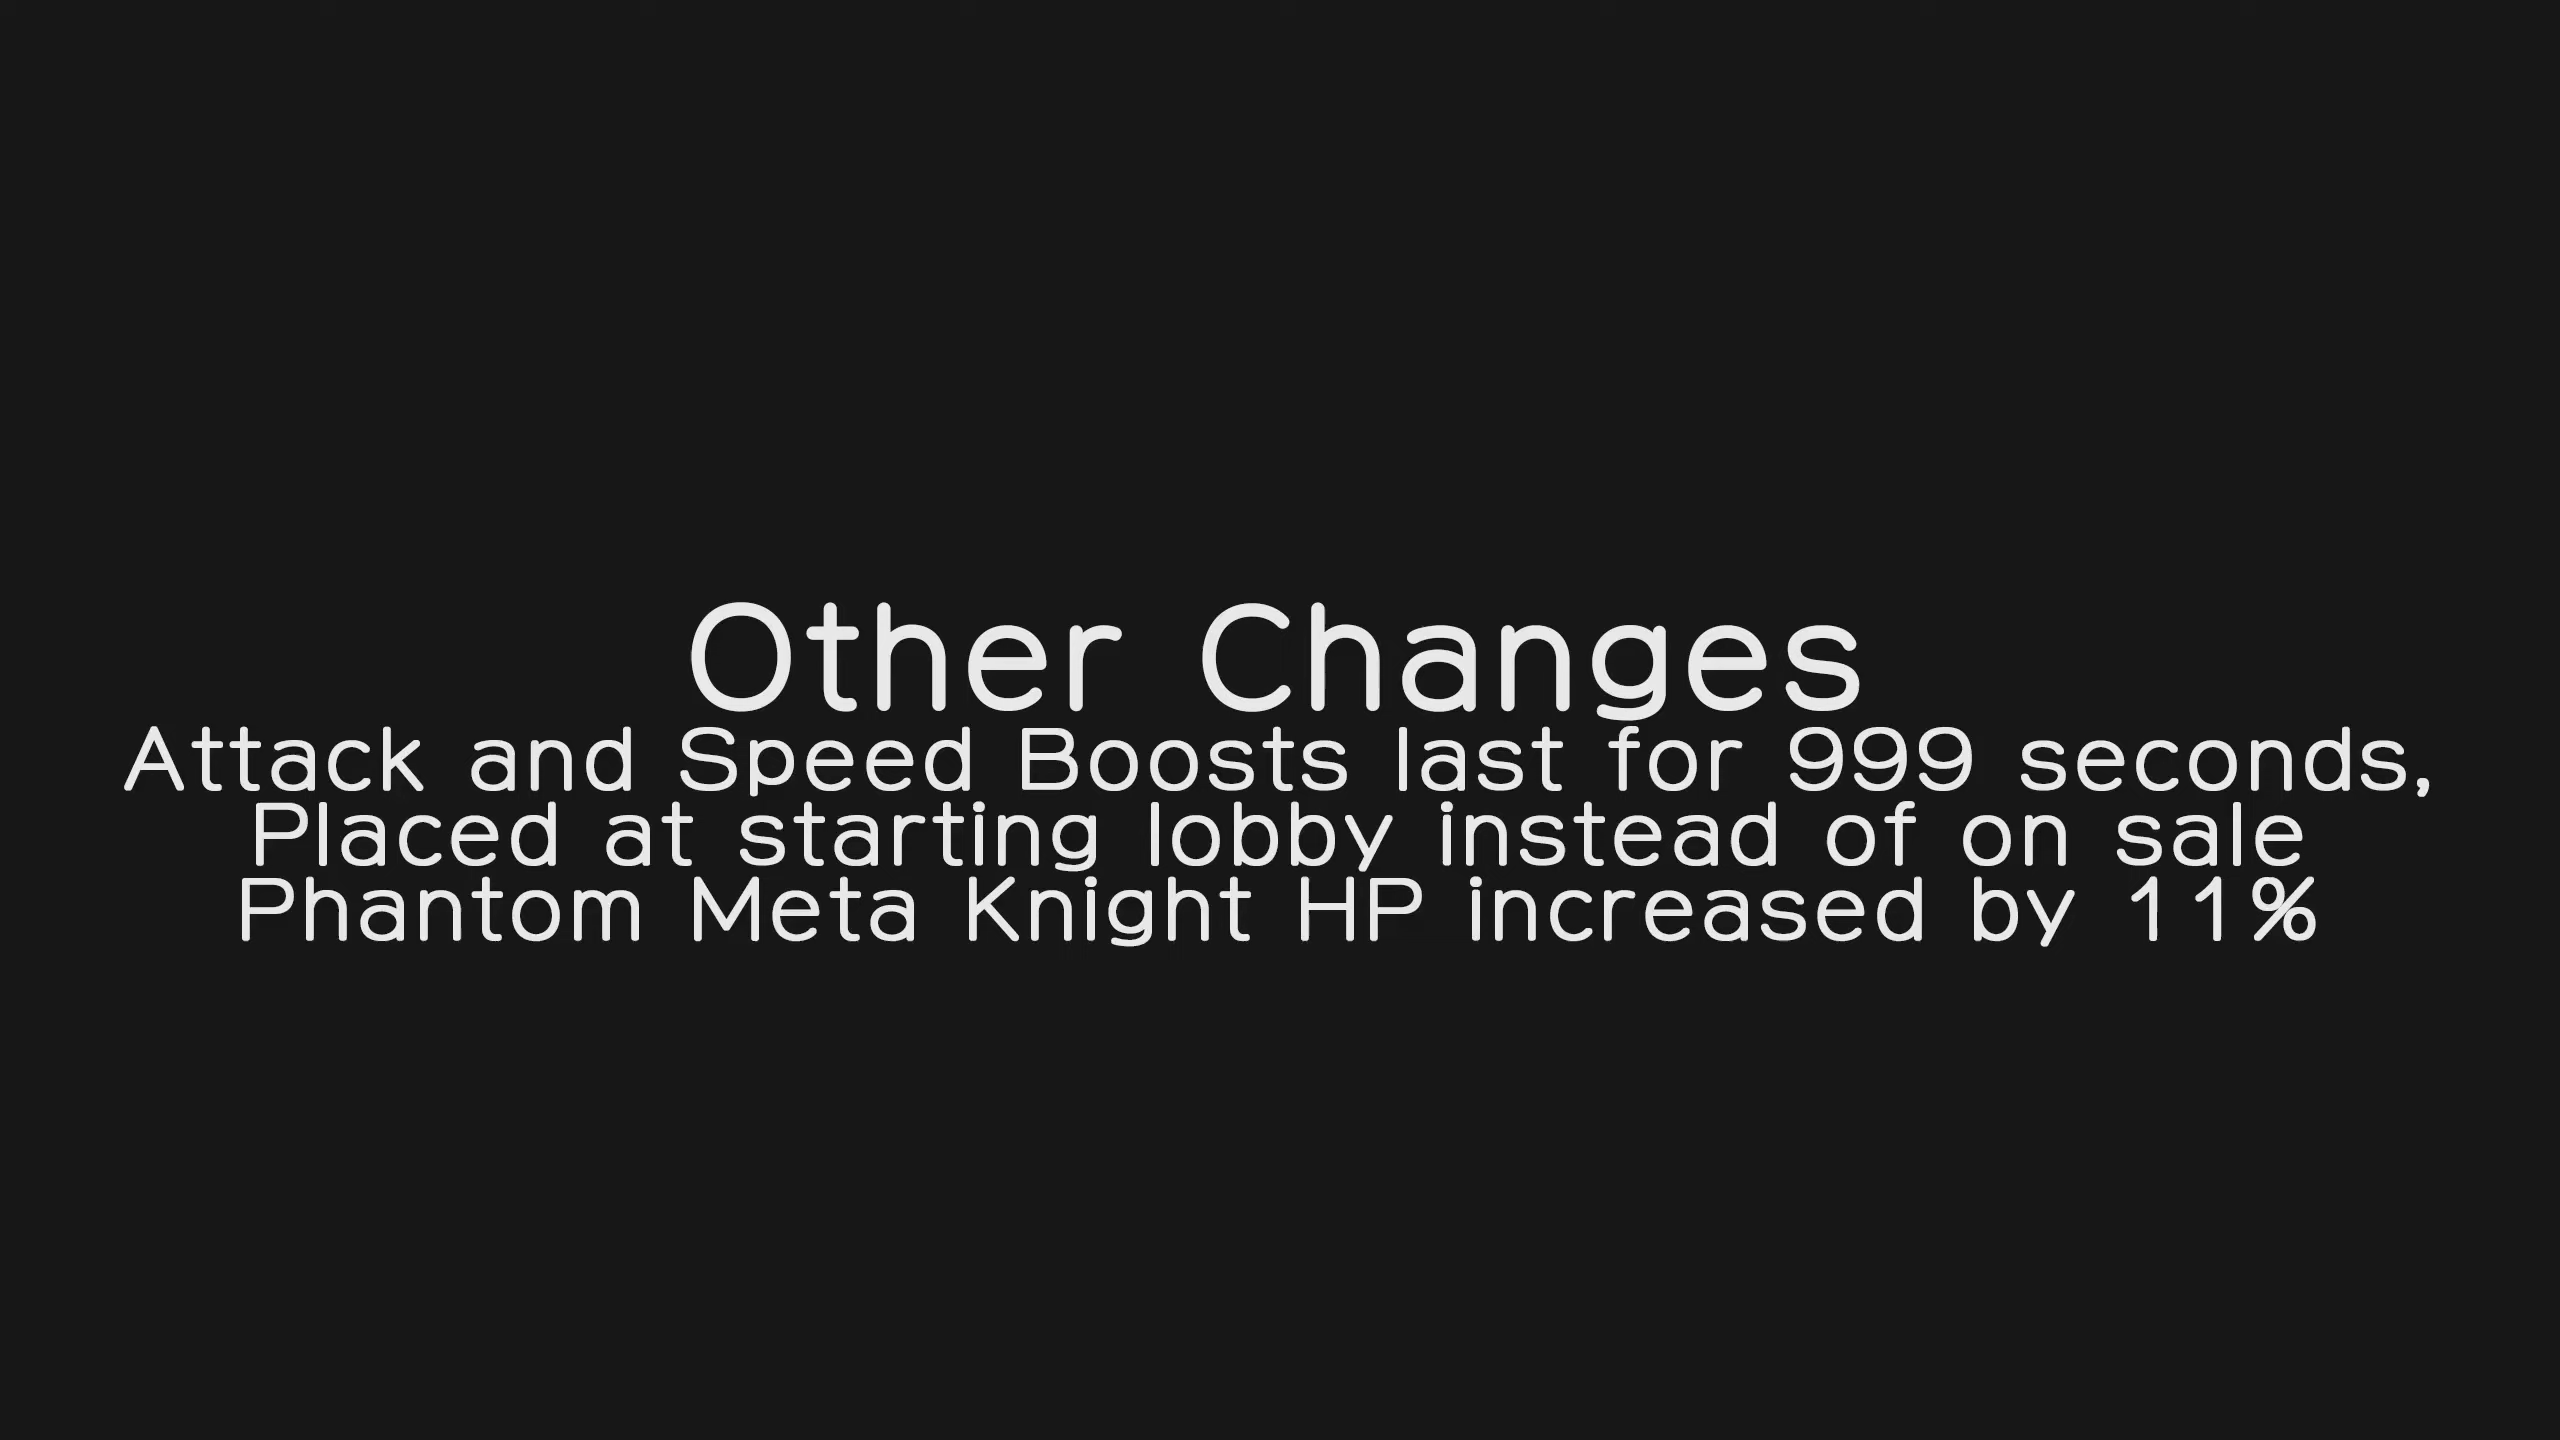 Other Changes
Attack and Speed Boosts last for 999 seconds,
Placed at starting lobby instead of on sale
Phantom Meta Knight HP increased by 11%